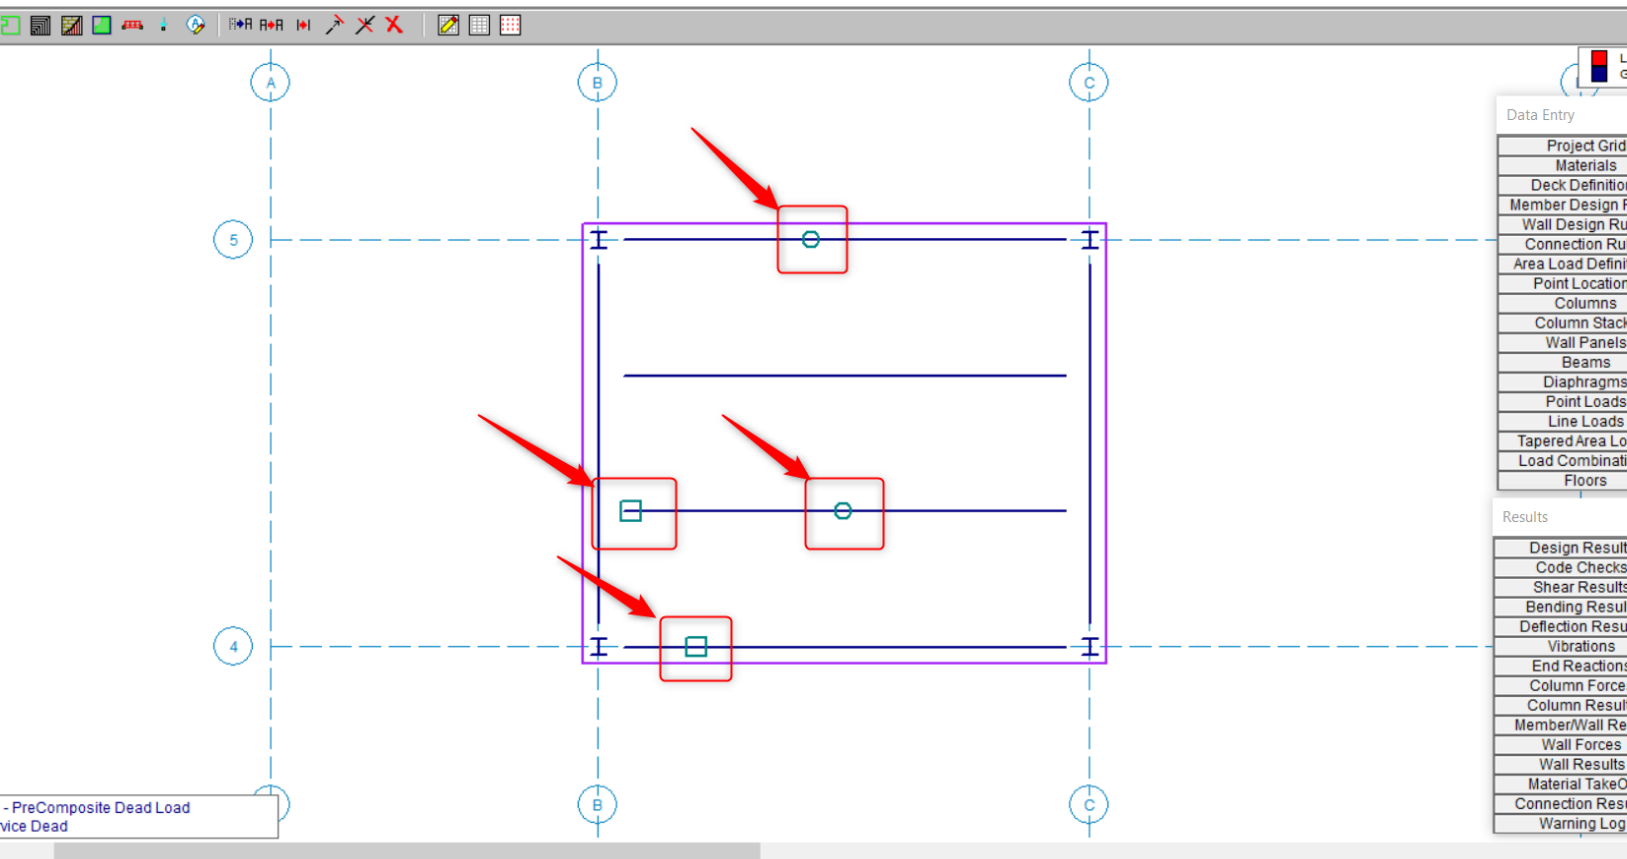 A
B
C
L
G
Data Entry
Project Grid
Materials
Deck Definition
Member Design R
Wall Design Ru
Connection Ru
Area Load Defini
Point Location
Columns
Column Stack
Wall Panels
Beams
Diaphragms
Point Loads
Line Loads
Tapered Area Lo
Load Combinati
Floors
5
4
Results
Design Result
Code Checks
Shear Results
Bending Resul
Deflection Resu
Vibrations
End Reactions
Column Force
Column Result
Member/Wall Re
Wall Forces
Wall Results
Material TakeO
Connection Resu
Warning Log
B
C
- PreComposite Dead Load
vice Dead